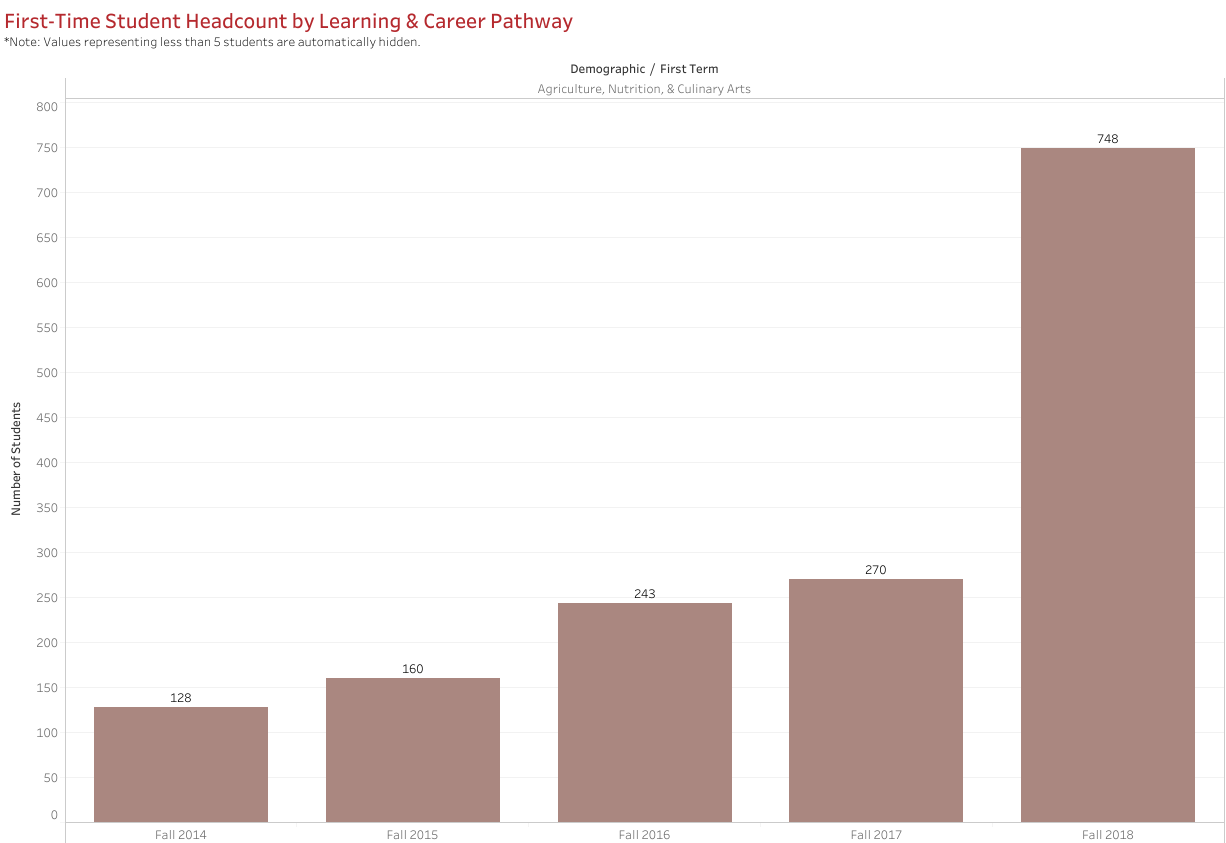 First-Time Student Headcount by Learning & Career Pathway
*Note: Values representing less than 5 students are automatically hidden.
Demographic / First Term
Agriculture, Nutrition, & Culinary Arts
Number of Students
800
750
700
650
600
550
500
450
400
350
300
250
200
150
100
50
0
128
160
243
270
748
Fall 2014
Fall 2015
Fall 2016
Fall 2017
Fall 2018